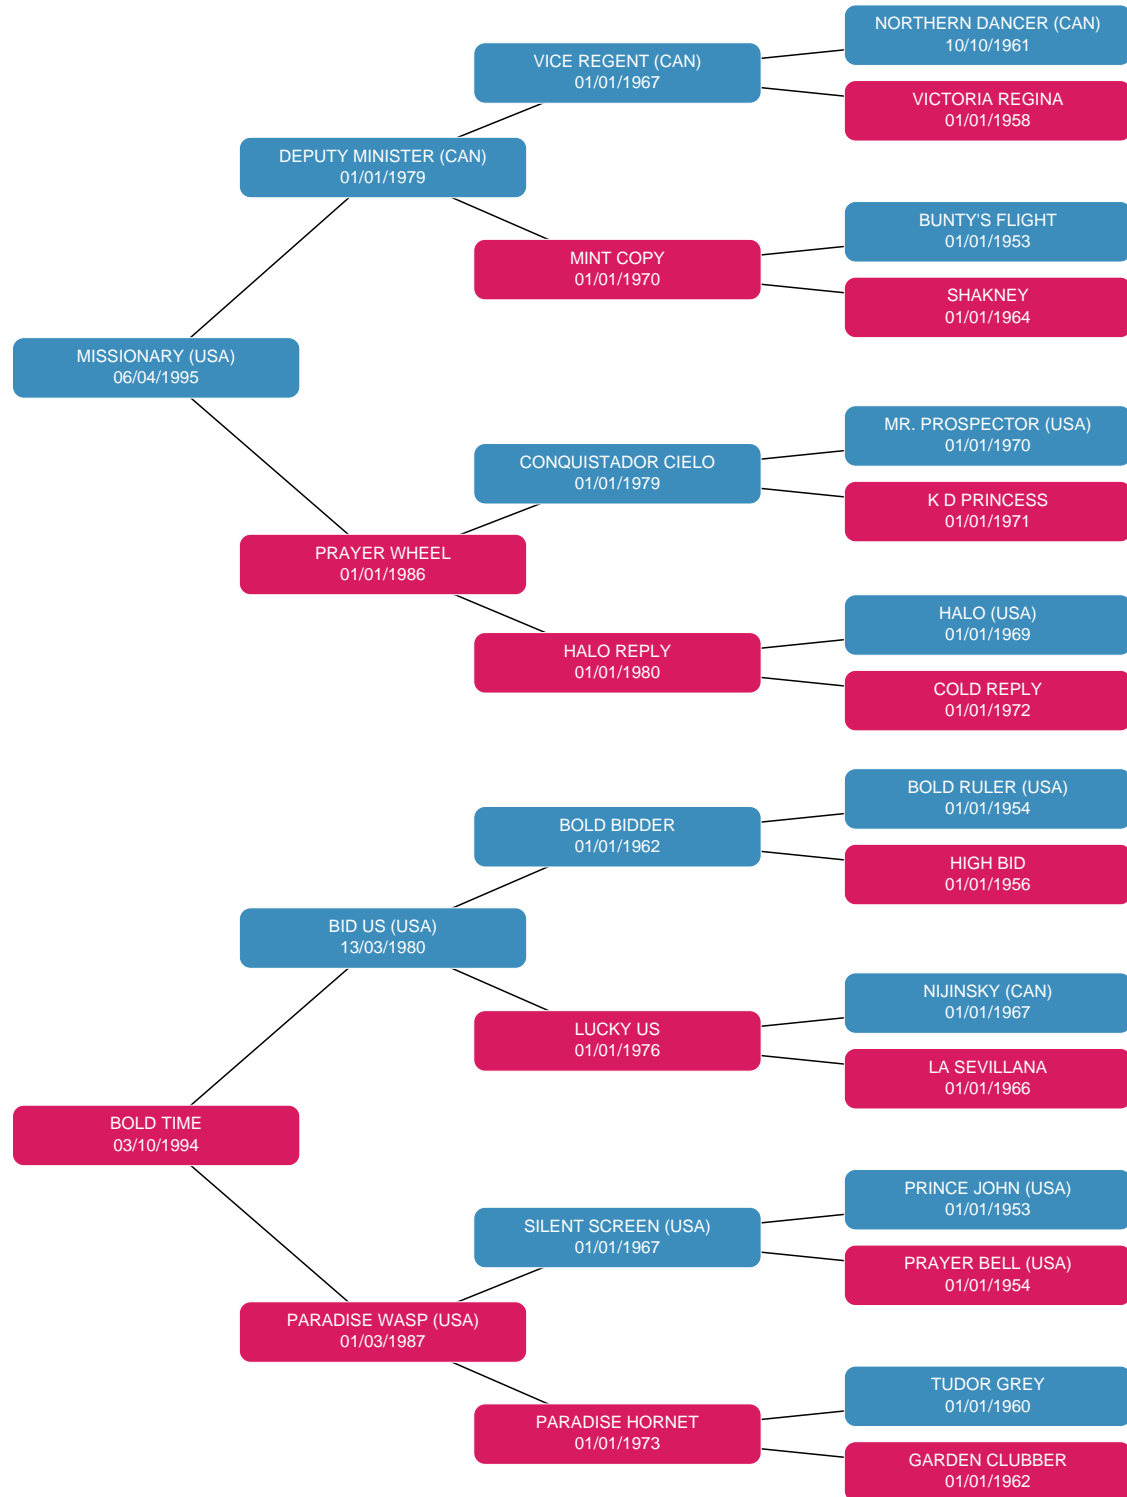 NORTHERN DANCER (CAN)
10/10/1961
VICE REGENT (CAN)
01/01/1967
VICTORIA REGINA
01/01/1958
DEPUTY MINISTER (CAN)
01/01/1979
BUNTY'S FLIGHT
01/01/1953
MINT COPY
01/01/1970
SHAKNEY
01/01/1964
MISSIONARY (USA)
06/04/1995
MR. PROSPECTOR (USA)
01/01/1970
CONQUISTADOR CIELO
01/01/1979
K D PRINCESS
01/01/1971
PRAYER WHEEL
01/01/1986
HALO (USA)
01/01/1969
HALO REPLY
01/01/1980
COLD REPLY
01/01/1972
BOLD RULER (USA)
01/01/1954
BOLD BIDDER
01/01/1962
HIGH BID
01/01/1956
BID US (USA)
13/03/1980
NIJINSKY (CAN)
01/01/1967
LUCKY US
01/01/1976
LA SEVILLANA
01/01/1966
BOLD TIME
03/10/1994
PRINCE JOHN (USA)
01/01/1953
SILENT SCREEN (USA)
01/01/1967
PRAYER BELL (USA)
01/01/1954
PARADISE WASP (USA)
01/03/1987
TUDOR GREY
01/01/1960
PARADISE HORNET
01/01/1973
GARDEN CLUBBER
01/01/1962